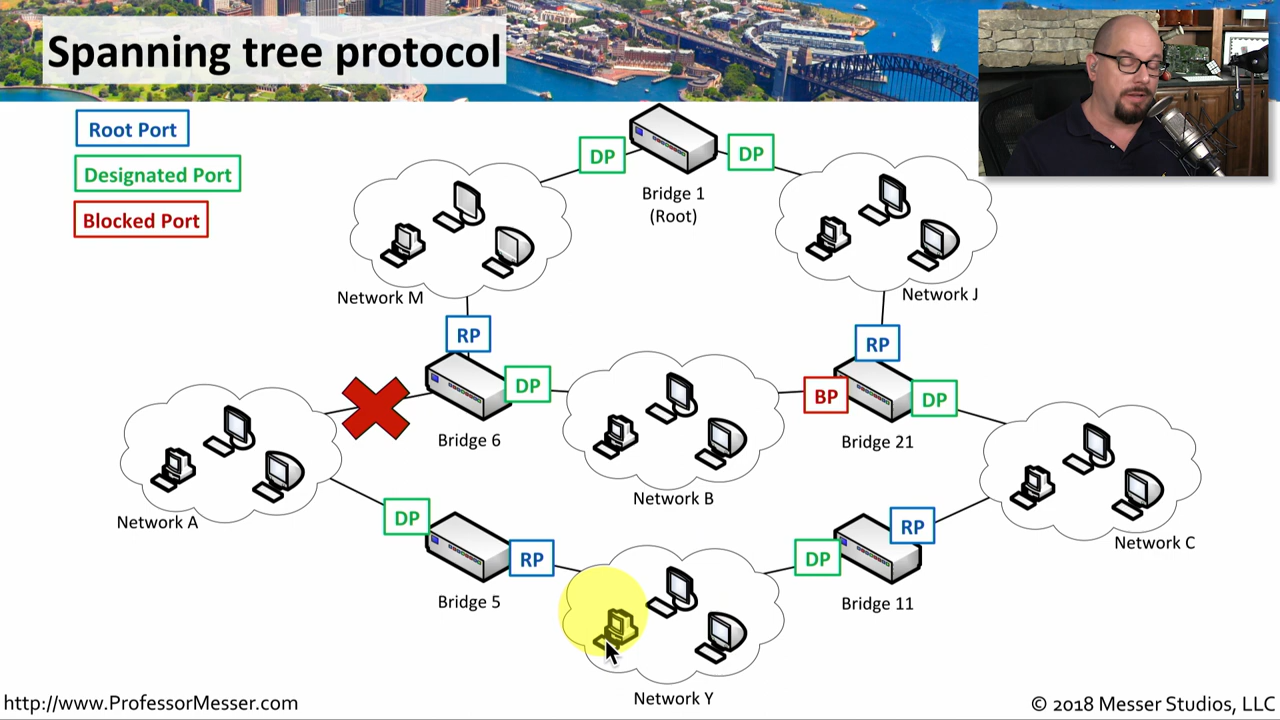 Spanning tree protocol
Root Port
Designated Port
Blocked Port
DP
DP
Bridge 1
(Root)
Network M
Network J
RP
RP
DP
BP
DP
Bridge 6
Bridge 21
Network B
Network A
Network C
DP
RP
RP
DP
Bridge 5
Bridge 11
Network Y
http://www.ProfessorMesser.com
© 2018 Messer Studios, LLC